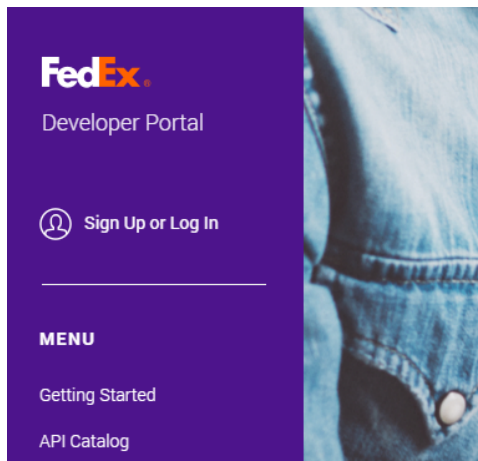 FedEx®
Developer Portal
Sign Up or Log In
MENU
Getting Started
API Catalog